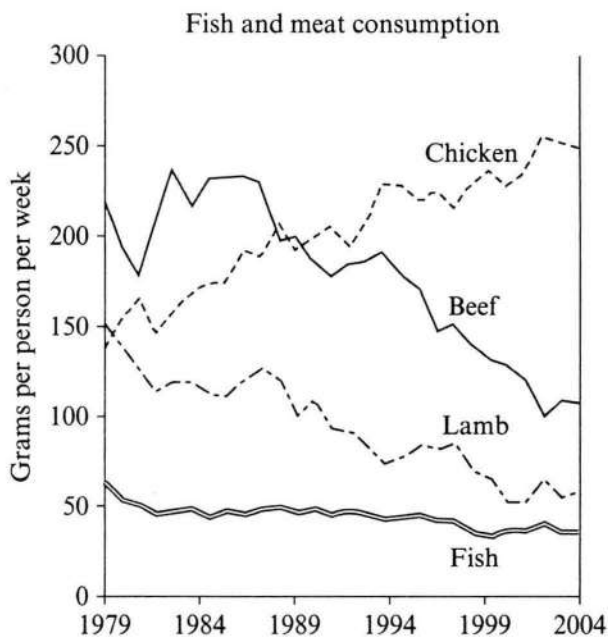 Fish and meat consumption
Grams per person per week
300
250
200
150
100
50
0
Chicken
Beef
Lamb
Fish
1979 1984 1989 1994 1999 2004